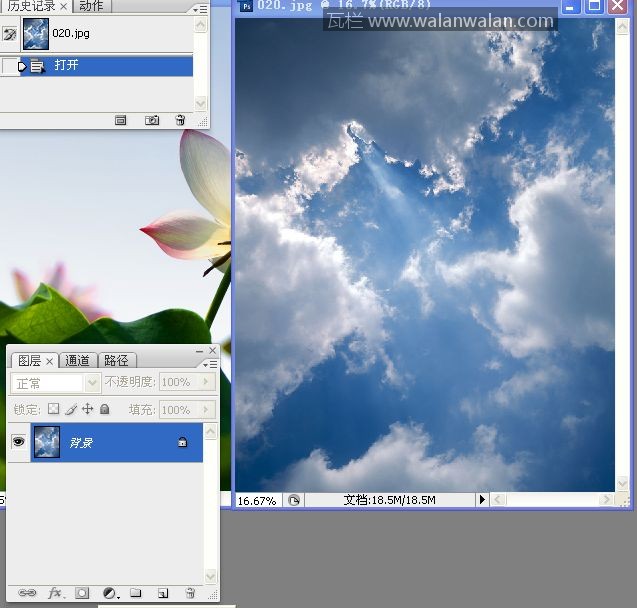 历史记录 × 动作
020.jpg
打开
020.jpg @ 16.7%(RGB/8)
瓦栏 www.walanwalan.com
图层 × 通道 路径
正常 不透明度: 100%
锁定: 填充: 100%
背景
16.67% 文档:18.5M/18.5M